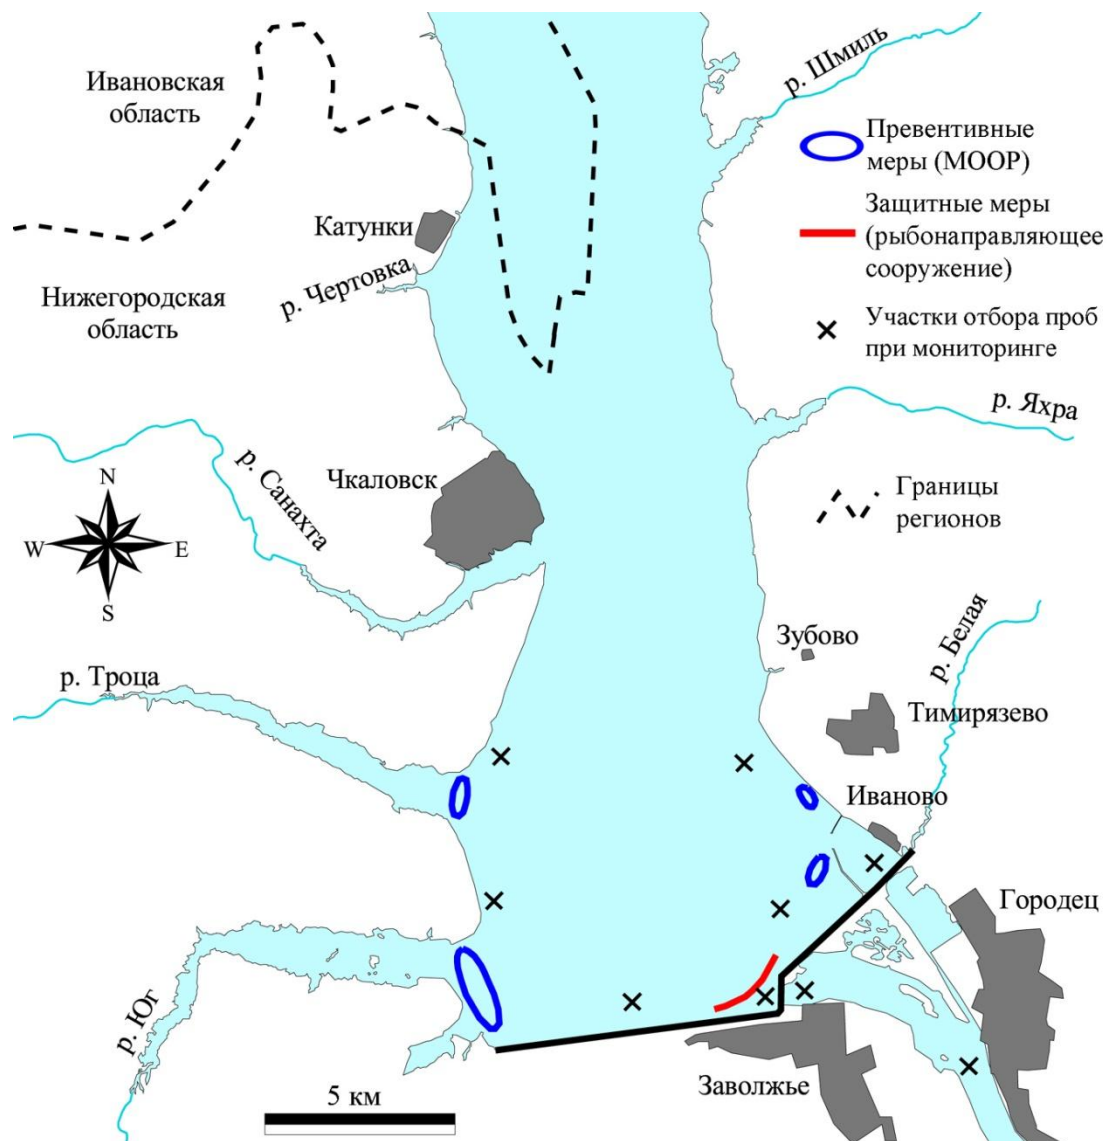 р. Шмиль
Ивановская
область
Превентивные
меры (МООР)
Катунки
Защитные меры
(рыбонаправляющее
сооружение)
р. Чертовка
Нижегородская
область
Участки отбора проб
при мониторинге
р. Яхра
р. Санахта
Чкаловск
Границы
регионов
N
W
E
S
Зубово
р. Белая
р. Троца
Тимирязево
Иваново
Городец
р. Юг
Заволжье
5 км